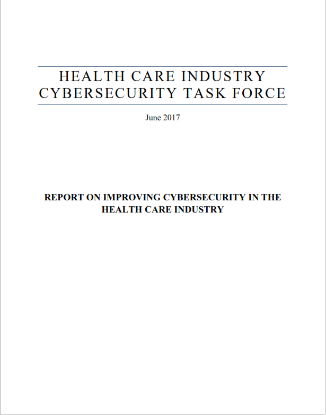 HEALTH CARE INDUSTRY
CYBERSECURITY TASK FORCE
June 2017
REPORT ON IMPROVING CYBERSECURITY IN THE
HEALTH CARE INDUSTRY